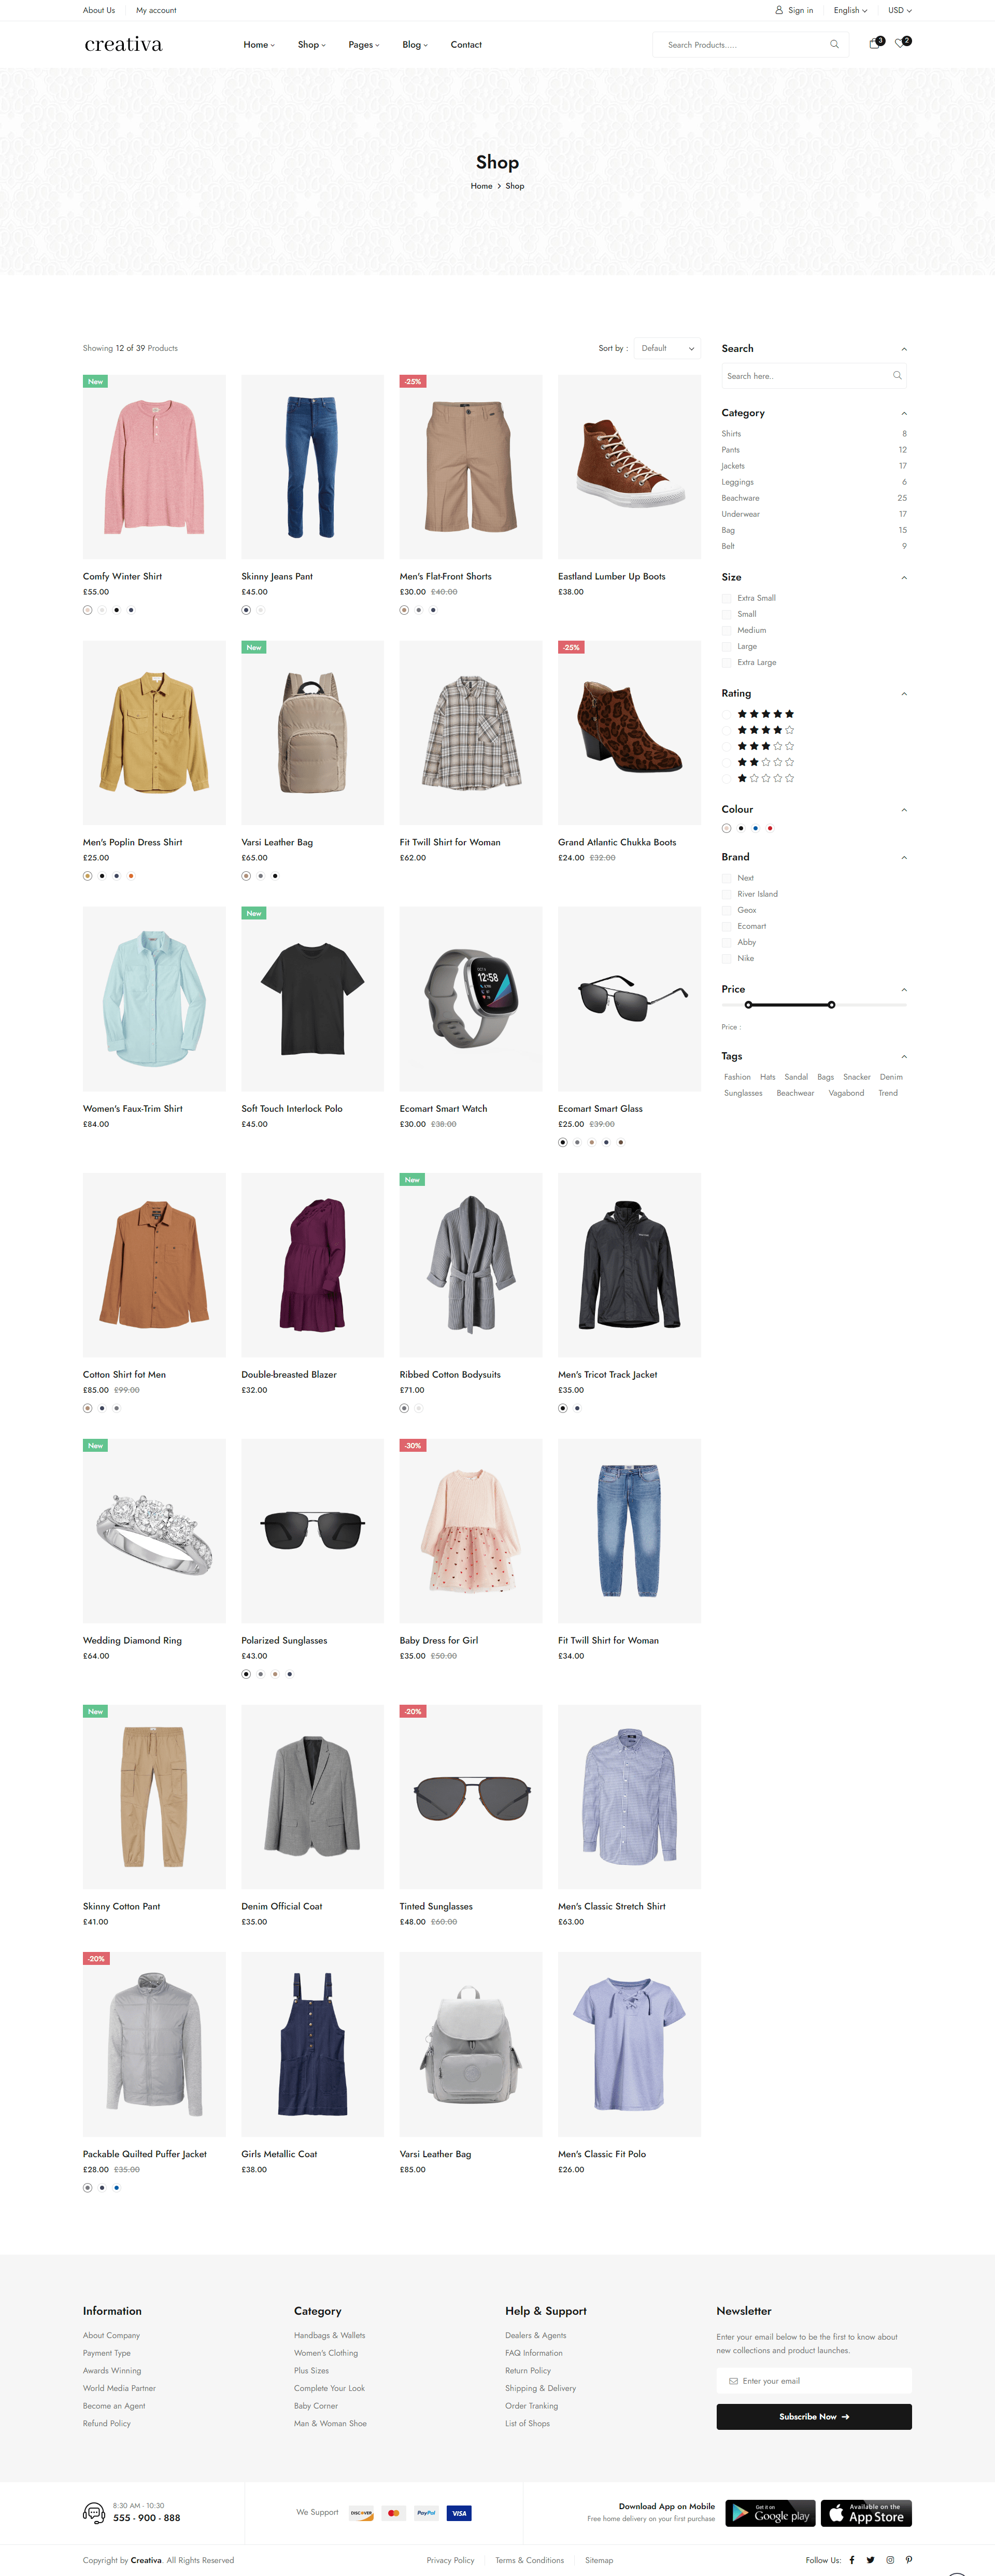 About Us
My account
Sign in
English
USD
creativa
Home
Shop
Pages
Blog
Contact
Search Products.....
3
2
Shop
Home > Shop
Showing 12 of 39 Products
Sort by :
Default
New
-25%
Comfy Winter Shirt
£55.00
Skinny Jeans Pant
£45.00
Men's Flat-Front Shorts
£30.00 £40.00
Eastland Lumber Up Boots
£38.00
New
-25%
Men's Poplin Dress Shirt
£25.00
Varsi Leather Bag
£65.00
Fit Twill Shirt for Woman
£62.00
Grand Atlantic Chukka Boots
£24.00 £32.00
New
12:58
Women's Faux-Trim Shirt
£84.00
Soft Touch Interlock Polo
£45.00
Ecomart Smart Watch
£30.00 £38.00
Ecomart Smart Glass
£25.00 £39.00
New
Cotton Shirt fot Men
£85.00 £99.00
Double-breasted Blazer
£32.00
Ribbed Cotton Bodysuits
£71.00
Men's Tricot Track Jacket
£35.00
New
-30%
Wedding Diamond Ring
£64.00
Polarized Sunglasses
£43.00
Baby Dress for Girl
£35.00 £50.00
Fit Twill Shirt for Woman
£34.00
New
-20%
Skinny Cotton Pant
£41.00
Denim Official Coat
£35.00
Tinted Sunglasses
£48.00 £60.00
Men's Classic Stretch Shirt
£63.00
-20%
Packable Quilted Puffer Jacket
£28.00 £35.00
Girls Metallic Coat
£38.00
Varsi Leather Bag
£85.00
Men's Classic Fit Polo
£26.00
Search
Search here..
Category
Shirts 8
Pants 12
Jackets 17
Leggings 6
Beachware 25
Underwear 17
Bag 15
Belt 9
Size
Extra Small
Small
Medium
Large
Extra Large
Rating
Colour
Brand
Next
River Island
Geox
Ecomart
Abby
Nike
Price
Price :
Tags
Fashion Hats Sandal Bags Snacker Denim
Sunglasses Beachwear Vagabond Trend
Information
About Company
Payment Type
Awards Winning
World Media Partner
Become an Agent
Refund Policy
Category
Handbags & Wallets
Women's Clothing
Plus Sizes
Complete Your Look
Baby Corner
Man & Woman Shoe
Help & Support
Dealers & Agents
FAQ Information
Return Policy
Shipping & Delivery
Order Tranking
List of Shops
Newsletter
Enter your email below to be the first to know about
new collections and product launches.
Enter your email
Subscribe Now
8:30 AM - 10:30
555 - 900 - 888
We Support
DISCOVER
PayPal
VISA
Download App on Mobile
Free home delivery on your first purchase
Get it on
Google play
Available on the
App Store
Copyright by Creativa. All Rights Reserved
Privacy Policy
Terms & Conditions
Sitemap
Follow Us: